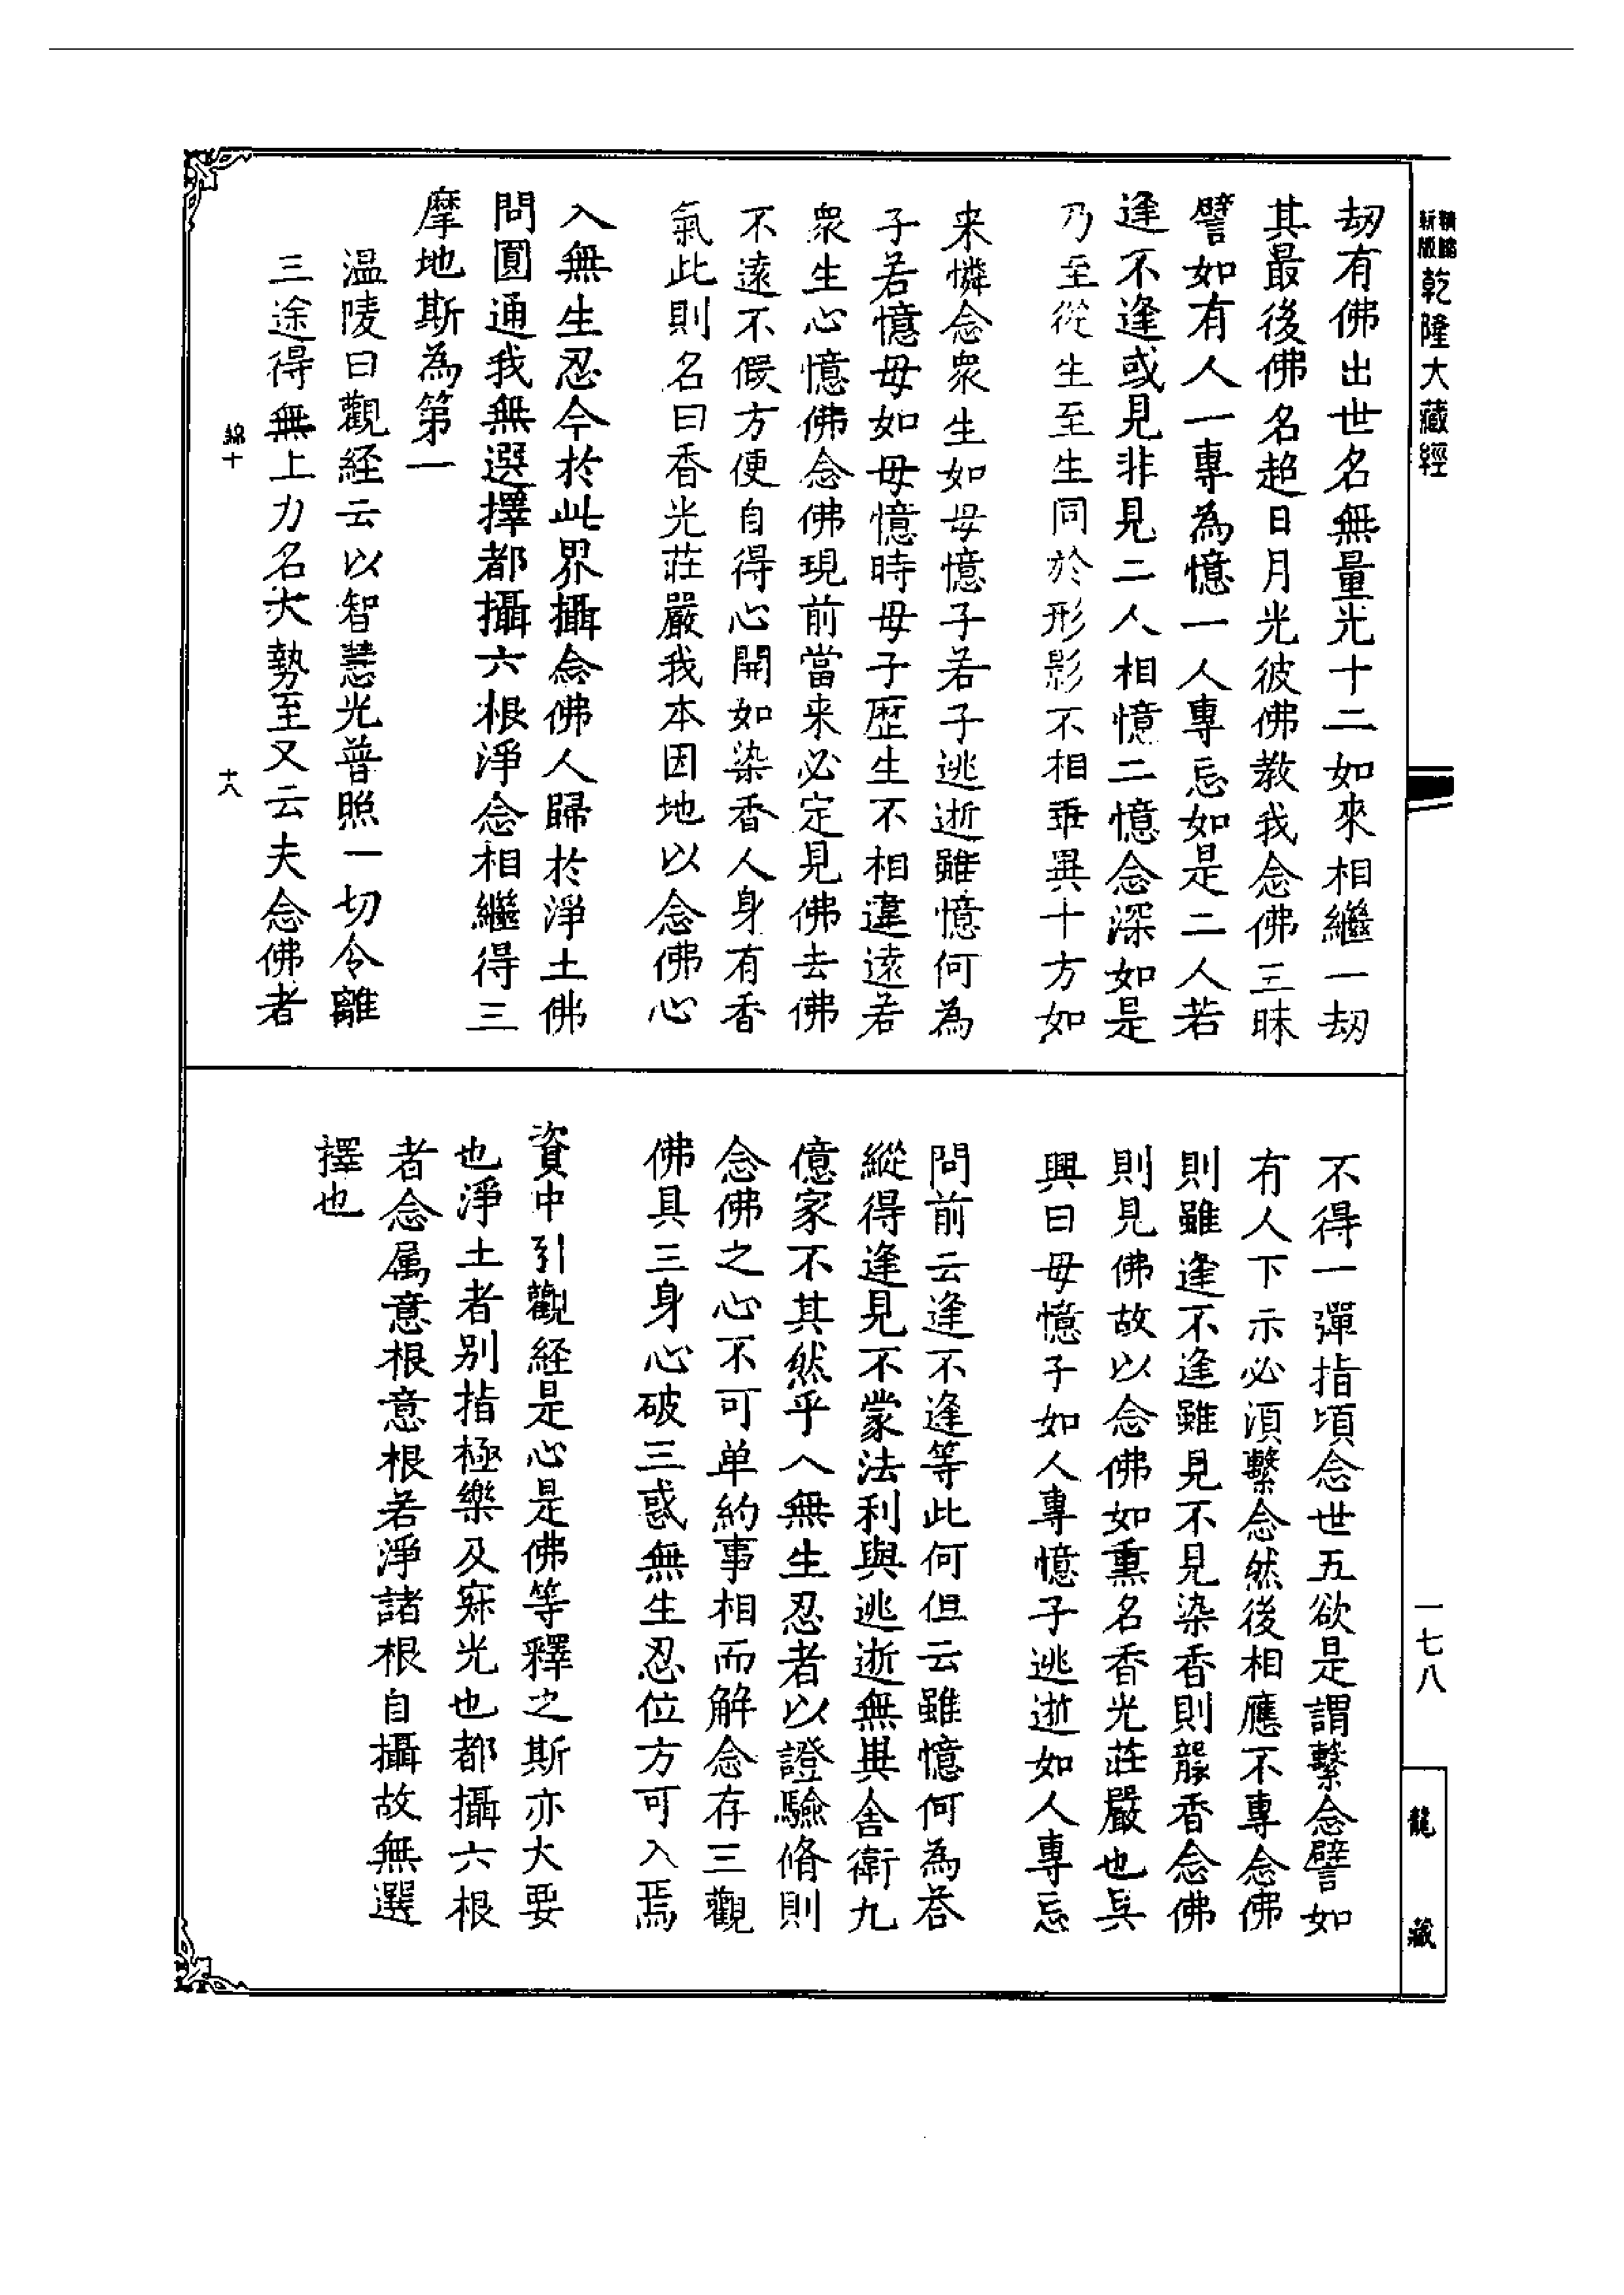 精縮新版乾隆大藏經
劫有佛出世名無量光十二如來相繼一劫
其最後佛名超日月光彼佛教我念佛三昧
譬如有人一專為憶一人專忘如是二人若
逢不逢或見非見二人相憶二憶念深如是
乃至從生至生同於形影不相乖異十方如
来憐念衆生如母憶子若子逃逝雖憶何為
子若憶母如母憶時母子歴生不相違遠若
衆生心憶佛念佛現前當来必定見佛去佛
不遠不假方便自得心開如染香人身有香
氣此則名曰香光莊嚴我本因地以念佛心
入無生忍今於此界攝念佛人歸於淨土佛
問圓通我無選擇都攝六根淨念相繼得三
摩地斯為第一
温陵曰觀経云以智慧光普照一切令離
三途得無上力名大勢至又云夫念佛者
綿十
十八
不得一彈指頃念世五欲是謂繫念譬如
有人下示必湏繫念然後相應不專念佛
則雖逢不逢雖見不見染香則躶香念佛
則見佛故以念佛如熏名香光莊嚴也吳
興曰母憶子如人專憶子逃逝如人專忘
問前云逢不逢等此何但云雖憶何為荅
縱得逢見不蒙法利與逃逝無異舍衛九
億家不其然乎入無生忍者以證驗脩則
念佛之心不可单約事相而解念存三觀
佛具三身心破三惑無生忍位方可入焉
資中引觀経是心是佛等釋之斯亦大要
也淨土者别指極樂及寂光也都攝六根
者念属意根意根若淨諸根自攝故無選
擇也
一七八
龍藏